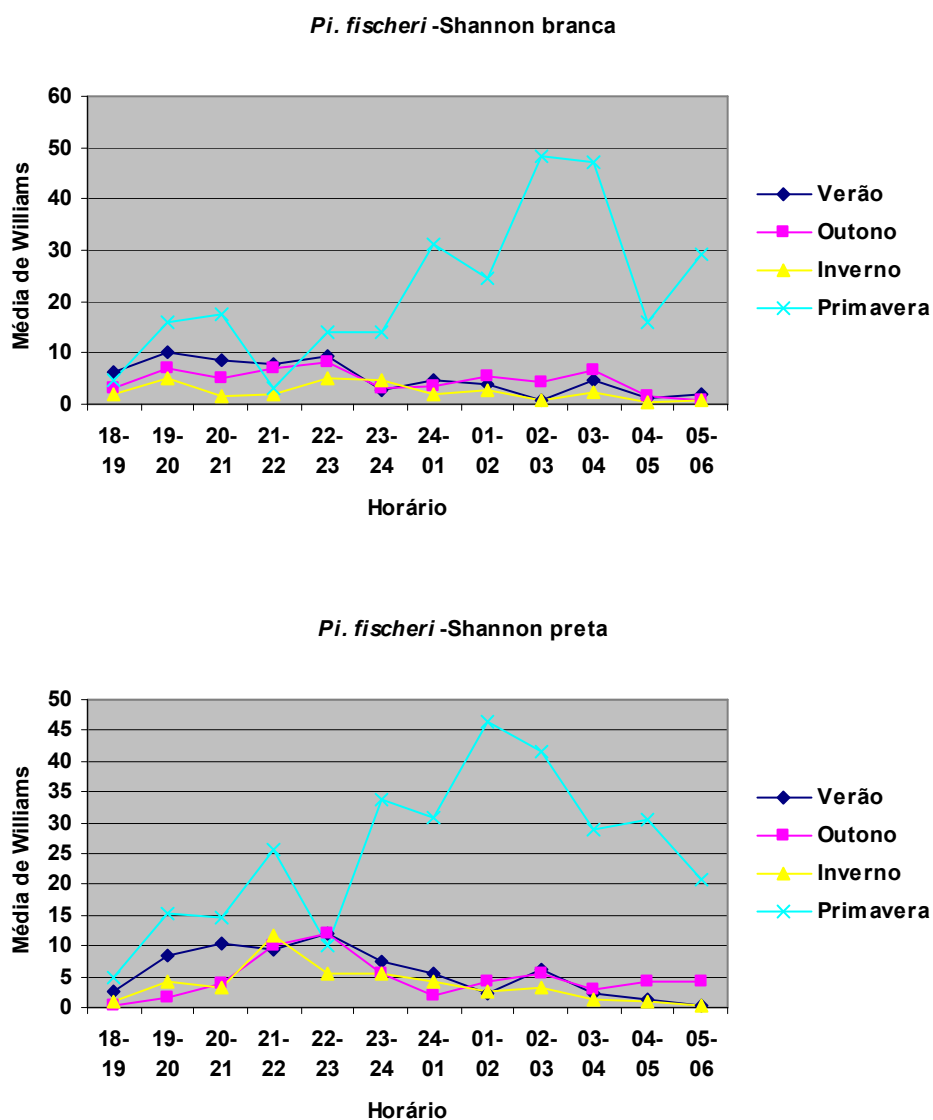 Pi. fischeri -Shannon branca
60
50
40
30
20
10
0
Média de Williams
18-19 19-20 20-21 21-22 22-23 23-24 24-01 01-02 02-03 03-04 04-05 05-06
Horário
Verão
Outono
Inverno
Primavera
Pi. fischeri -Shannon preta
50
45
40
35
30
25
20
15
10
5
0
Média de Williams
18-19 19-20 20-21 21-22 22-23 23-24 24-01 01-02 02-03 03-04 04-05 05-06
Horário
Verão
Outono
Inverno
Primavera